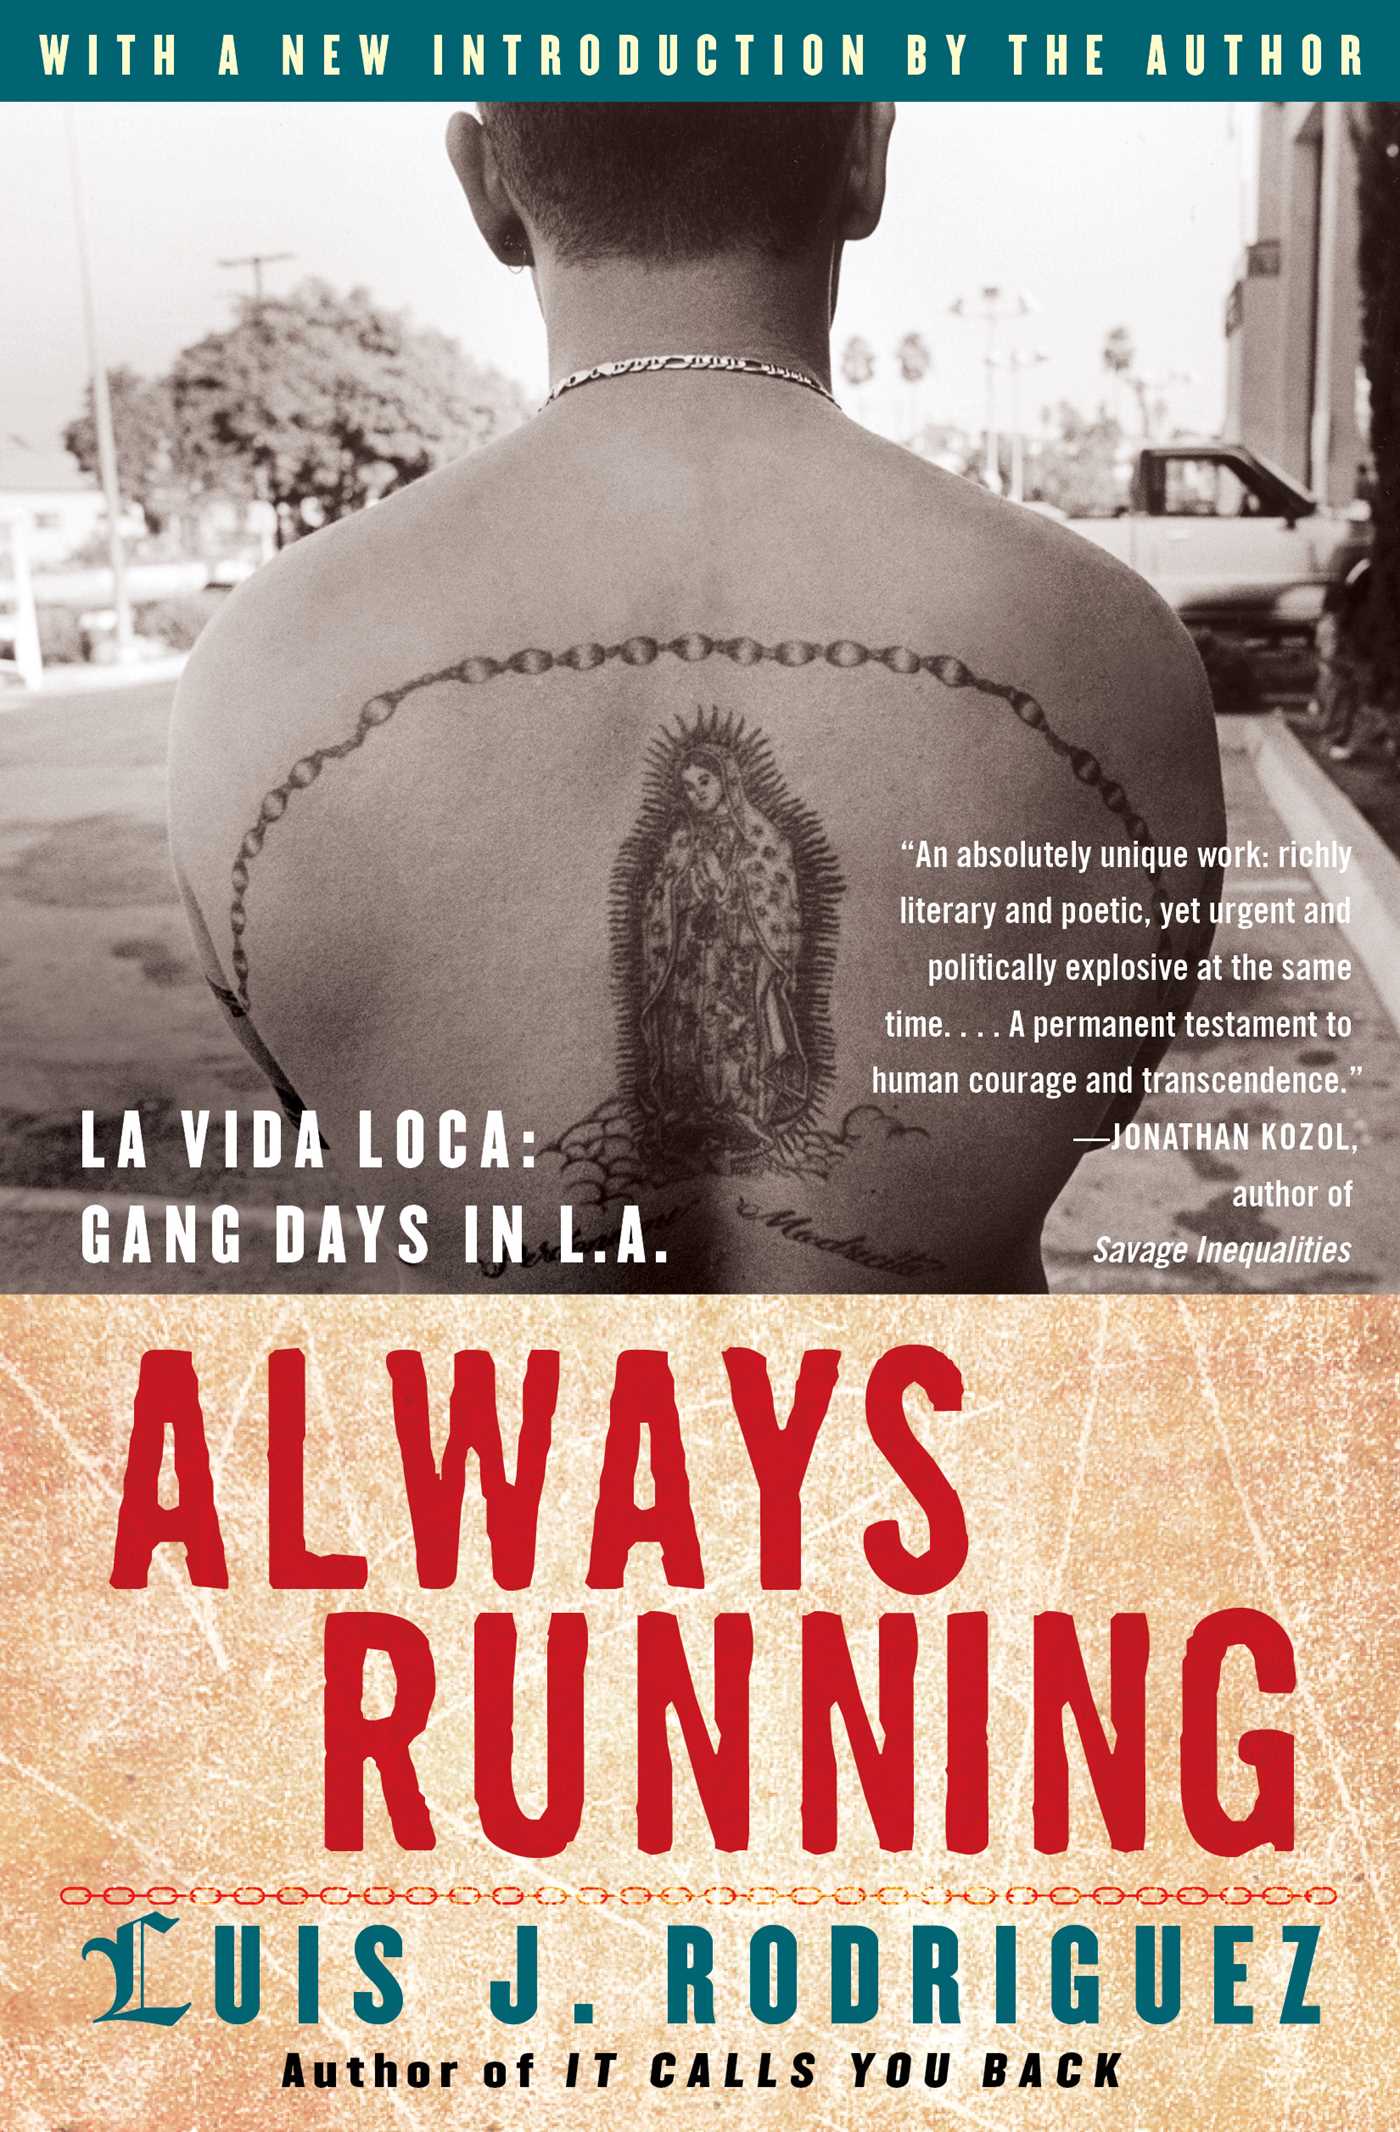 WITH A NEW INTRODUCTION BY THE AUTHOR
“An absolutely unique work: richly
literary and poetic, yet urgent and
politically explosive at the same
time. . . . A permanent testament to
human courage and transcendence.”
—JONATHAN KOZOL,
author of
Savage Inequalities
LA VIDA LOCA:
GANG DAYS IN L.A.
Madrecita
ALWAYS
RUNNING
LUIS J. RODRIGUEZ
Author of IT CALLS YOU BACK